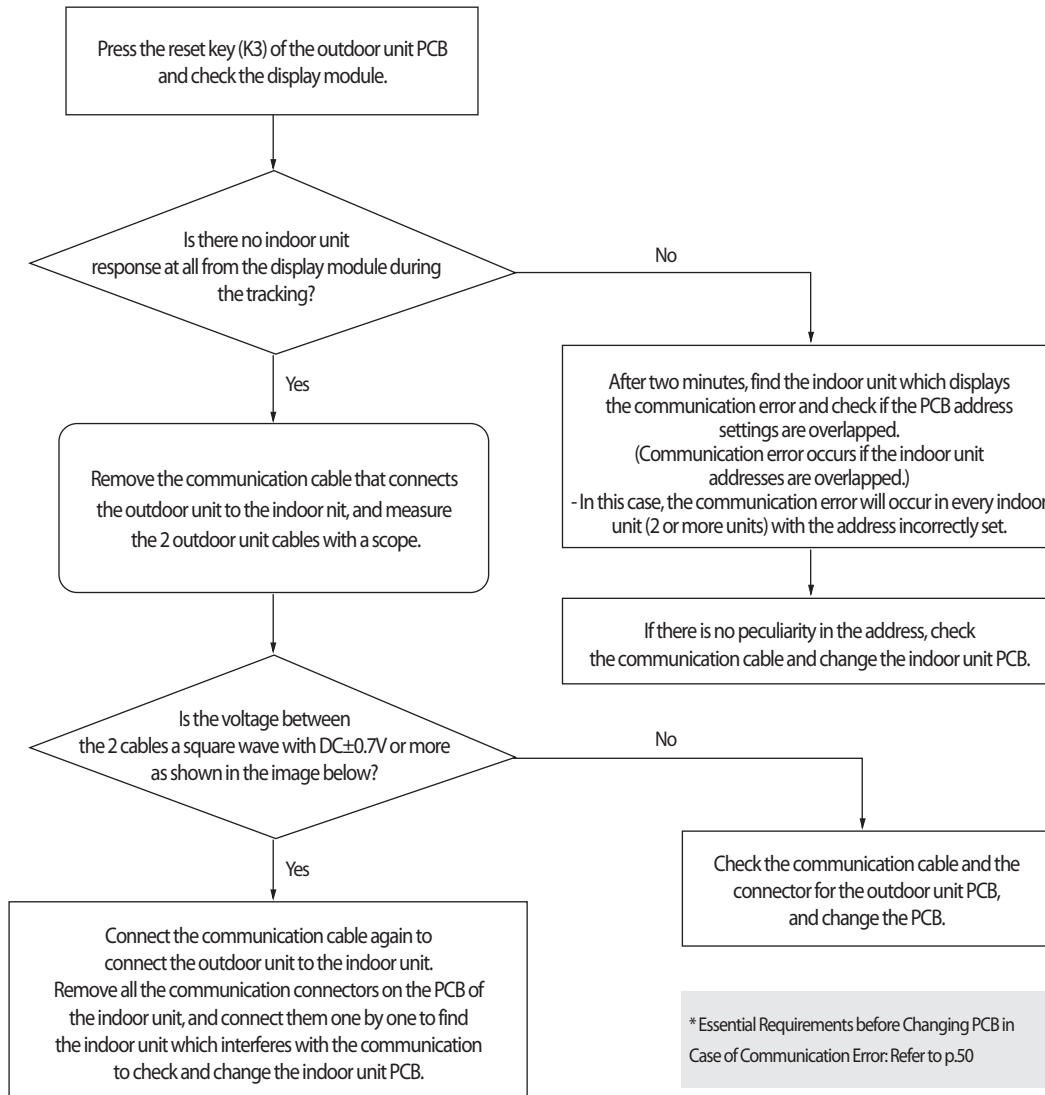 Press the reset key (K3) of the outdoor unit PCB
and check the display module.
Is there no indoor unit
response at all from the display module during
the tracking?
No
Yes
After two minutes, find the indoor unit which displays
the communication error and check if the PCB address
settings are overlapped.
(Communication error occurs if the indoor unit
addresses are overlapped.)
- In this case, the communication error will occur in every indoor
unit (2 or more units) with the address incorrectly set.
Remove the communication cable that connects
the outdoor unit to the indoor nit, and measure
the 2 outdoor unit cables with a scope.
If there is no peculiarity in the address, check
the communication cable and change the indoor unit PCB.
Is the voltage between
the 2 cables a square wave with DC±0.7V or more
as shown in the image below?
No
Yes
Check the communication cable and the
connector for the outdoor unit PCB,
and change the PCB.
Connect the communication cable again to
connect the outdoor unit to the indoor unit.
Remove all the communication connectors on the PCB of
the indoor unit, and connect them one by one to find
the indoor unit which interferes with the communication
to check and change the indoor unit PCB.
* Essential Requirements before Changing PCB in
Case of Communication Error: Refer to p.50